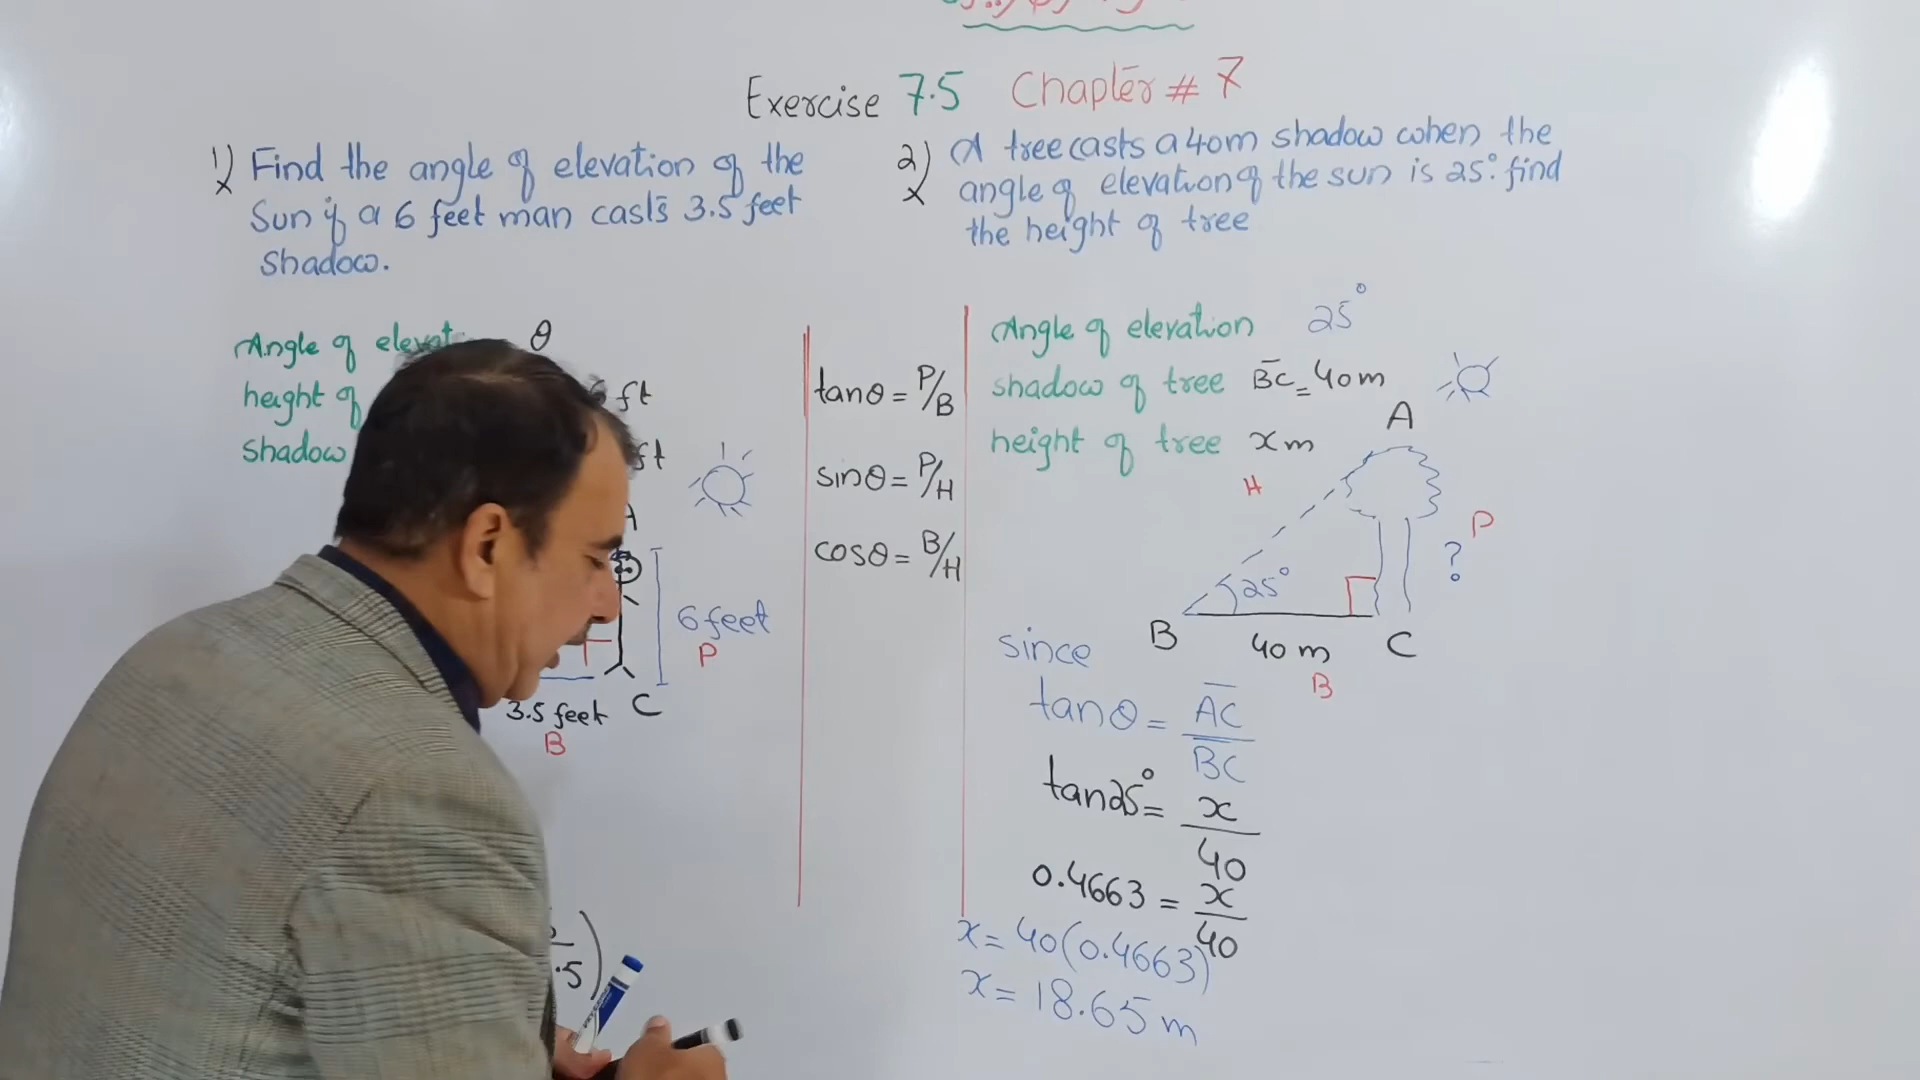 Exercise 7.5 Chapter # 7
1) Find the angle of elevation of the
Sun if a 6 feet man casts 3.5 feet
Shadow.
Angle of θ
height of 6 ft
shadow ft
A
6 feet
P
3.5 feet C
B
.5)
tanθ = P/B
sinθ = P/H
cosθ = B/H
2) A tree casts a 40m shadow when the
angle of elevation of the sun is 25° find
the height of tree
Angle of elevation 25°
shadow of tree BC = 40m
height of tree x m
A
H
P
?
25°
B 40 m C
B
since
tanθ = AC/BC
tan25° = x/40
0.4663 = x/40
x = 40(0.4663)
x = 18.65 m